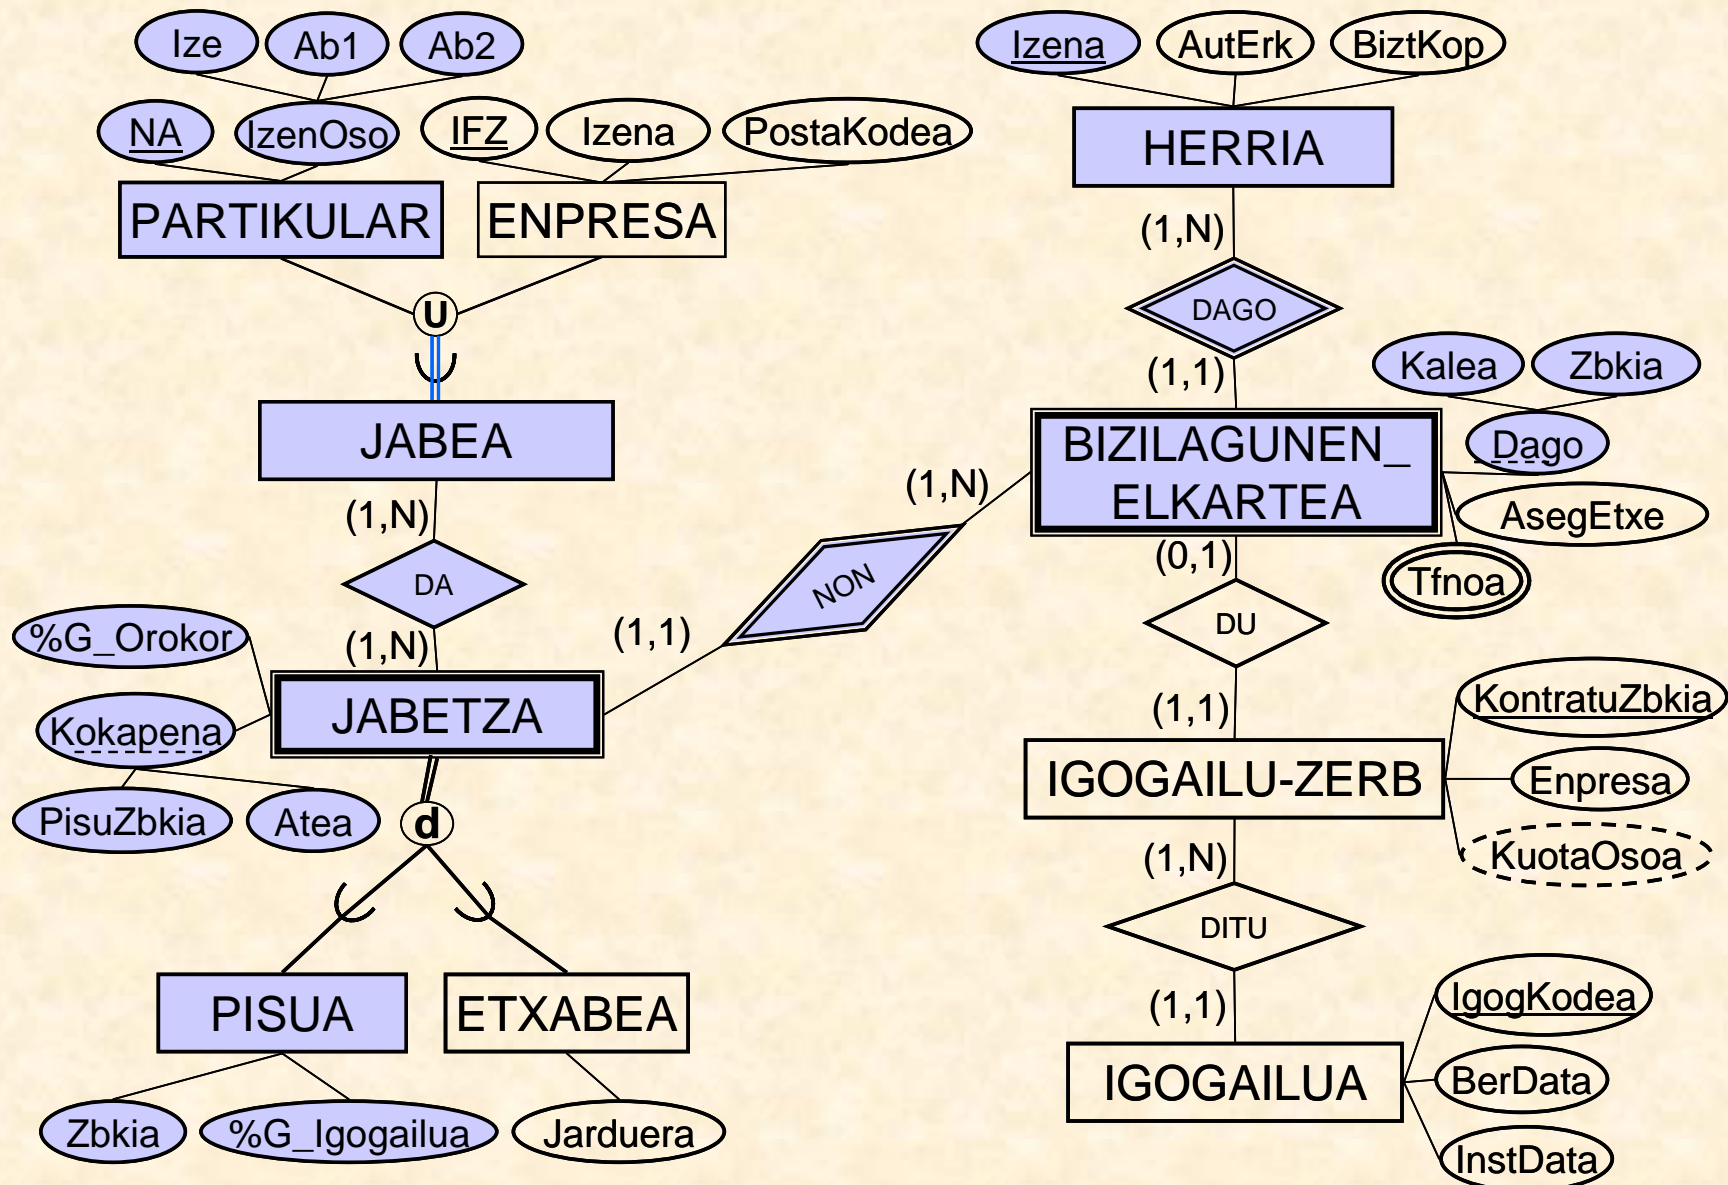 Ize Ab1 Ab2
Izena AutErk BiztKop
NA IzenOso IFZ Izena PostaKodea
HERRIA
PARTIKULAR ENPRESA
(1,N)
U
DAGO
(1,1)
Kalea Zbkia
JABEA
BIZILAGUNEN_
ELKARTEA
Dago
(1,N)
(1,N)
AsegEtxe
(0,1)
Tfnoa
DA
NON
DU
%G_Orokor
(1,N)
(1,1)
JABETZA
(1,1)
KontratuZbkia
Kokapena
IGOGAILU-ZERB
Enpresa
PisuZbkia Atea
d
(1,N)
KuotaOsoa
DITU
PISUA ETXABEA
(1,1)
IgogKodea
IGOGAILUA
BerData
Zbkia %G_Igogailua Jarduera
InstData